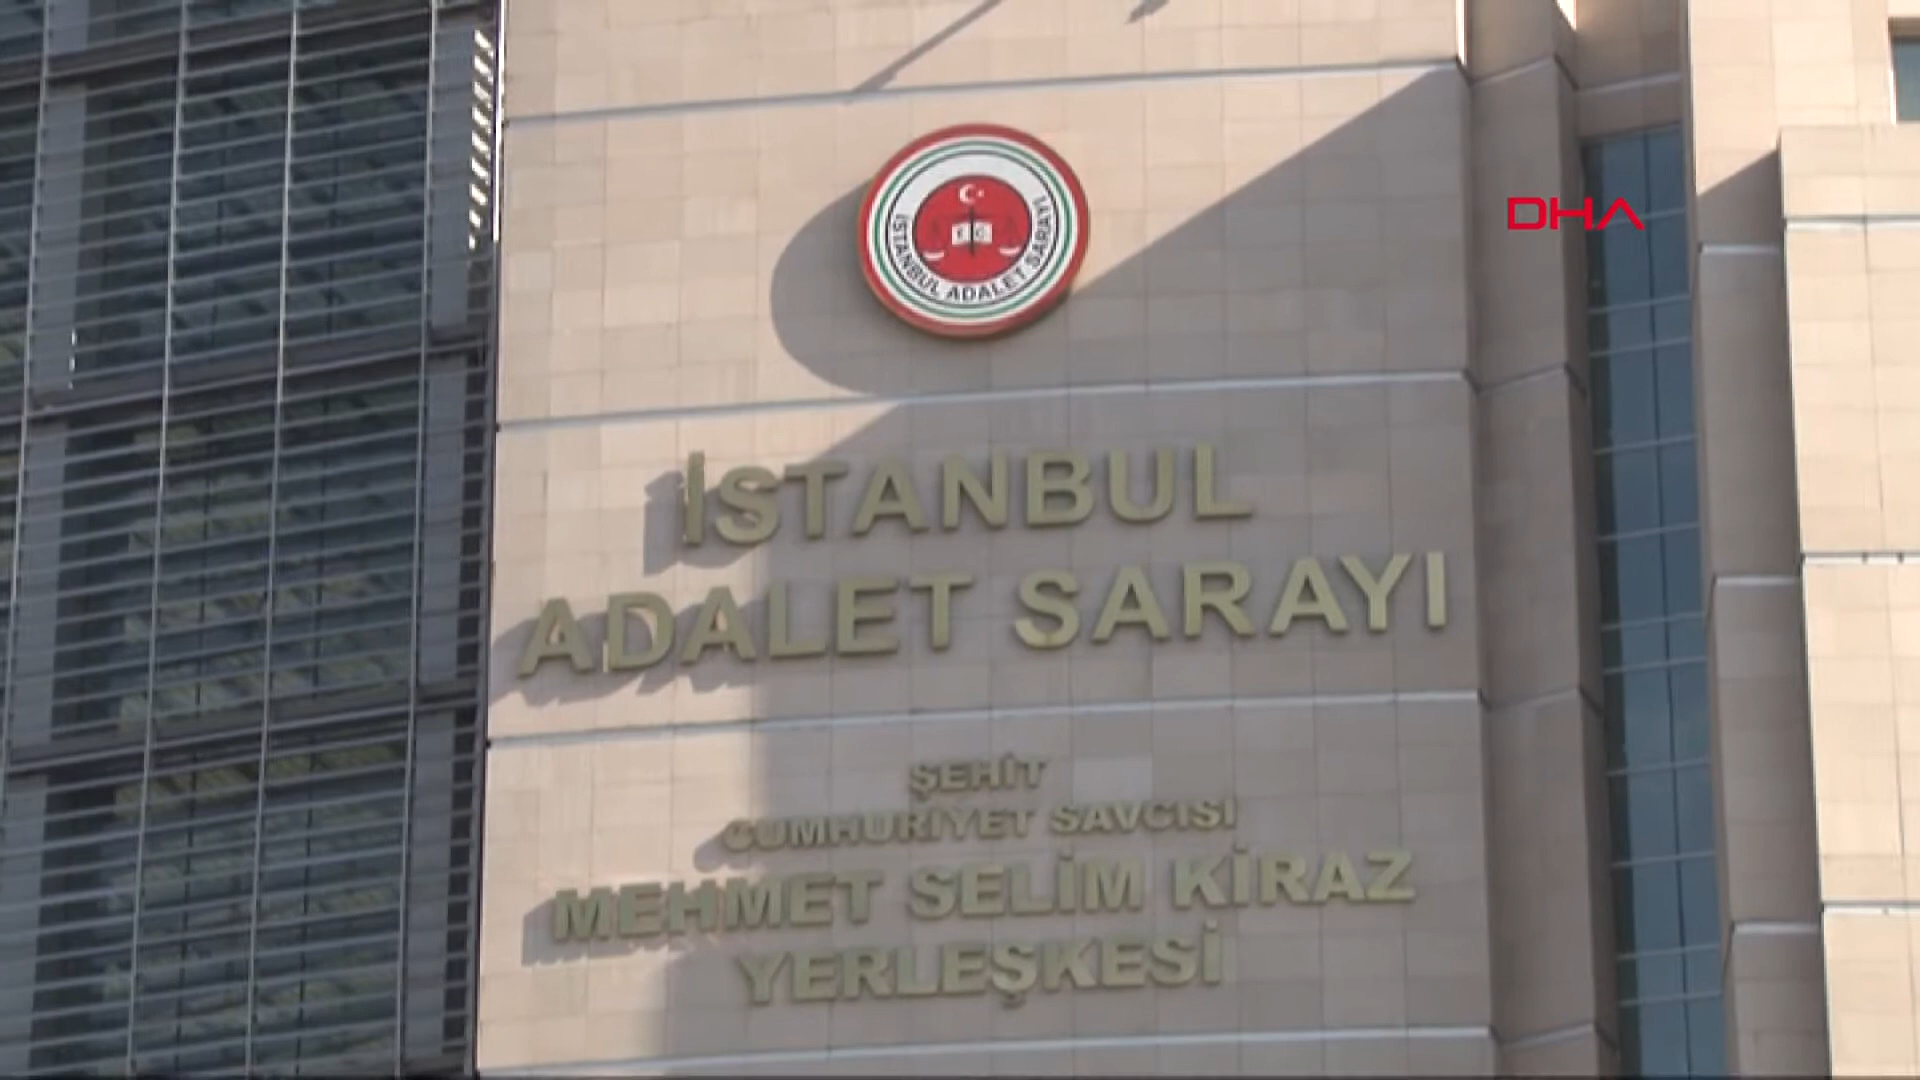 DHA
İSTANBUL ADALET SARAYI
İSTANBUL
ADALET SARAYI
ŞEHİT
CUMHURİYET SAVCISI
MEHMET SELİM KİRAZ
YERLEŞKESİ